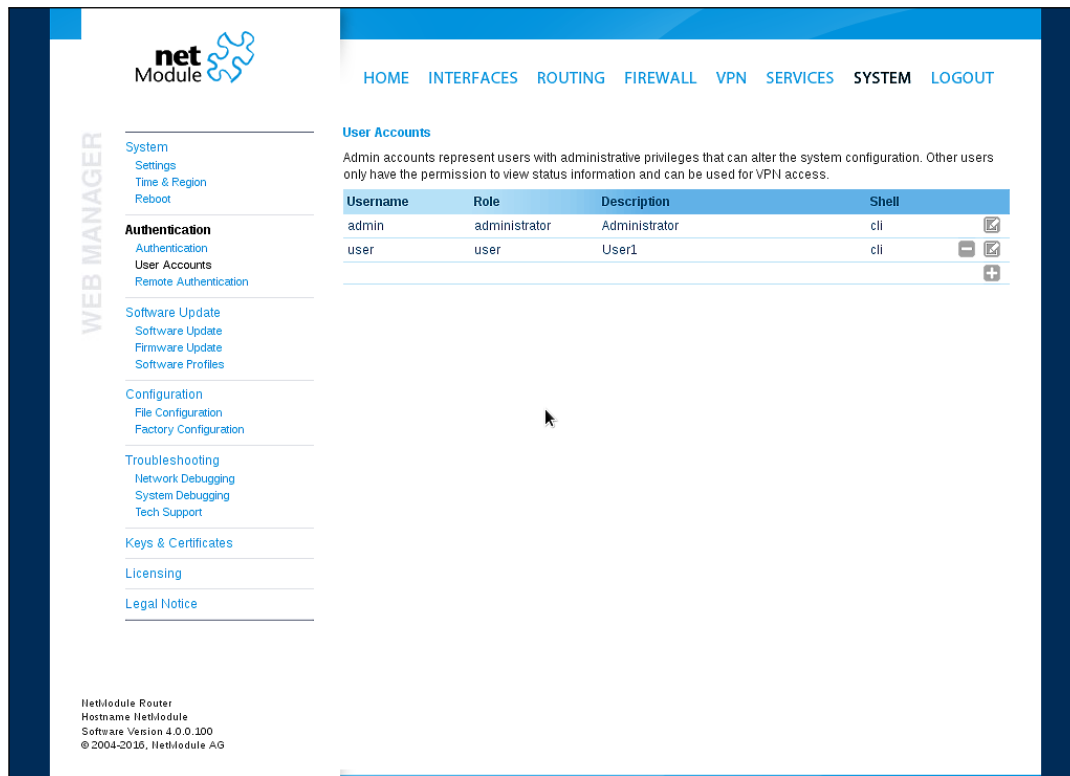 net
Module
HOME INTERFACES ROUTING FIREWALL VPN SERVICES SYSTEM LOGOUT
WEB MANAGER
System
Settings
Time & Region
Reboot
Authentication
Authentication
User Accounts
Remote Authentication
Software Update
Software Update
Firmware Update
Software Profiles
Configuration
File Configuration
Factory Configuration
Troubleshooting
Network Debugging
System Debugging
Tech Support
Keys & Certificates
Licensing
Legal Notice
User Accounts
Admin accounts represent users with administrative privileges that can alter the system configuration. Other users
only have the permission to view status information and can be used for VPN access.
Username Role Description Shell
admin administrator Administrator cli
user user User1 cli
NetModule Router
Hostname NetModule
Software Version 4.0.0.100
© 2004-2016, NetModule AG